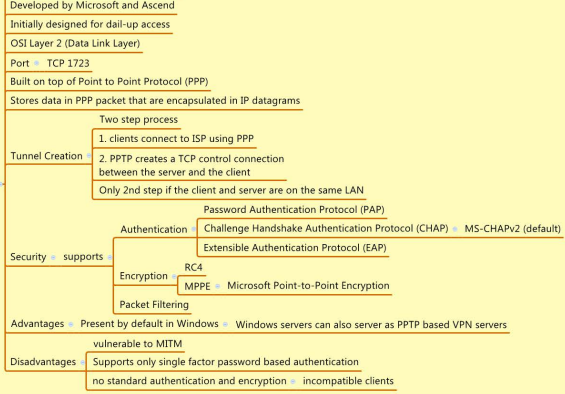 Developed by Microsoft and Ascend
Initially designed for dail-up access
OSI Layer 2 (Data Link Layer)
Port TCP 1723
Built on top of Point to Point Protocol (PPP)
Stores data in PPP packet that are encapsulated in IP datagrams
Two step process
1. clients connect to ISP using PPP
Tunnel Creation
2. PPTP creates a TCP control connection
between the server and the client
Only 2nd step if the client and server are on the same LAN
Password Authentication Protocol (PAP)
Authentication Challenge Handshake Authentication Protocol (CHAP) MS-CHAPv2 (default)
Extensible Authentication Protocol (EAP)
Security supports
RC4
Encryption
MPPE Microsoft Point-to-Point Encryption
Packet Filtering
Advantages Present by default in Windows Windows servers can also server as PPTP based VPN servers
vulnerable to MITM
Disadvantages Supports only single factor password based authentication
no standard authentication and encryption incompatible clients